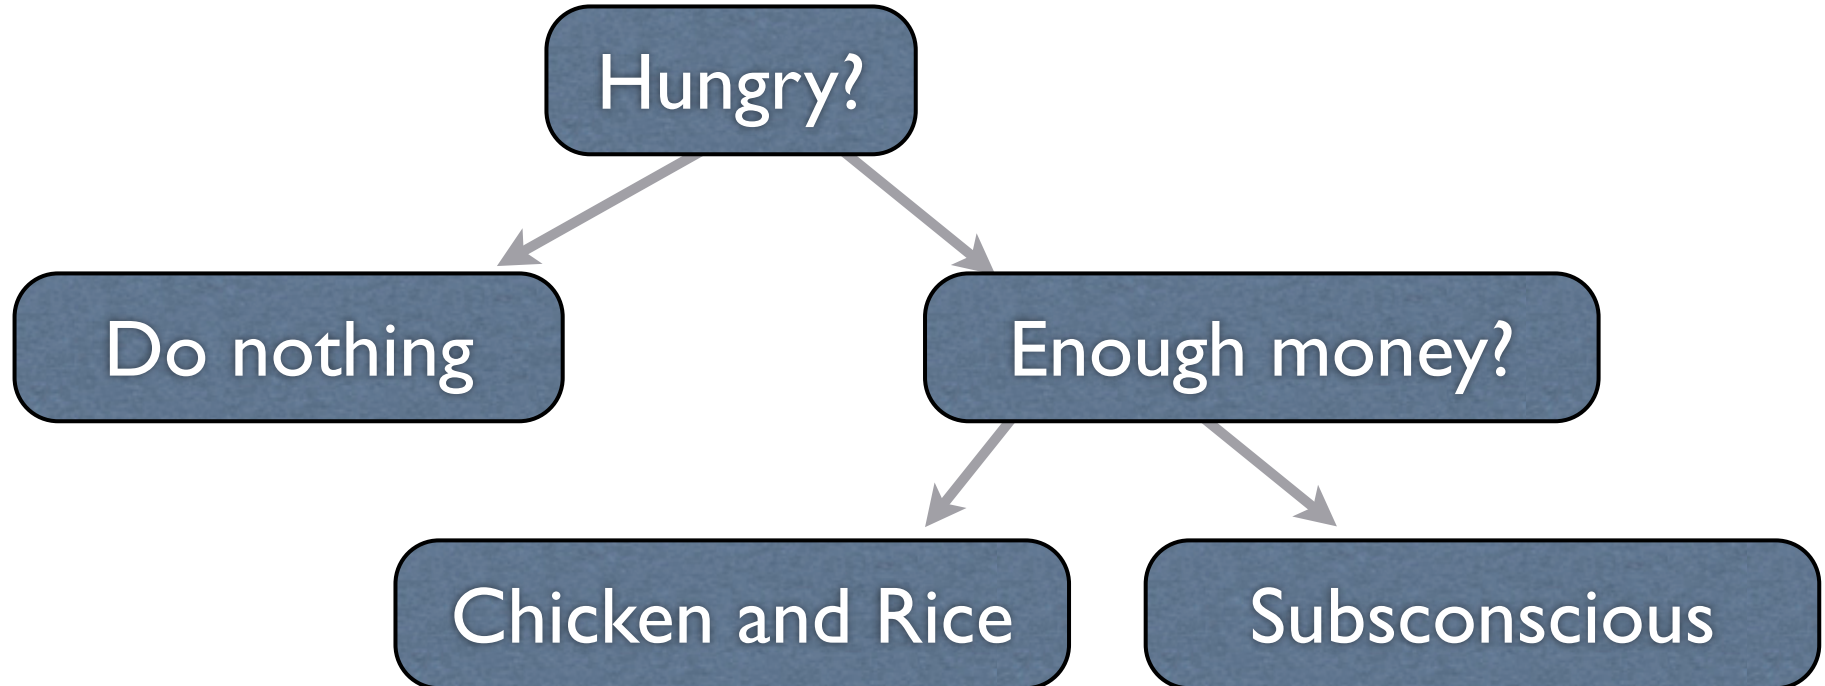 Hungry?
Do nothing
Enough money?
Chicken and Rice
Subsconscious